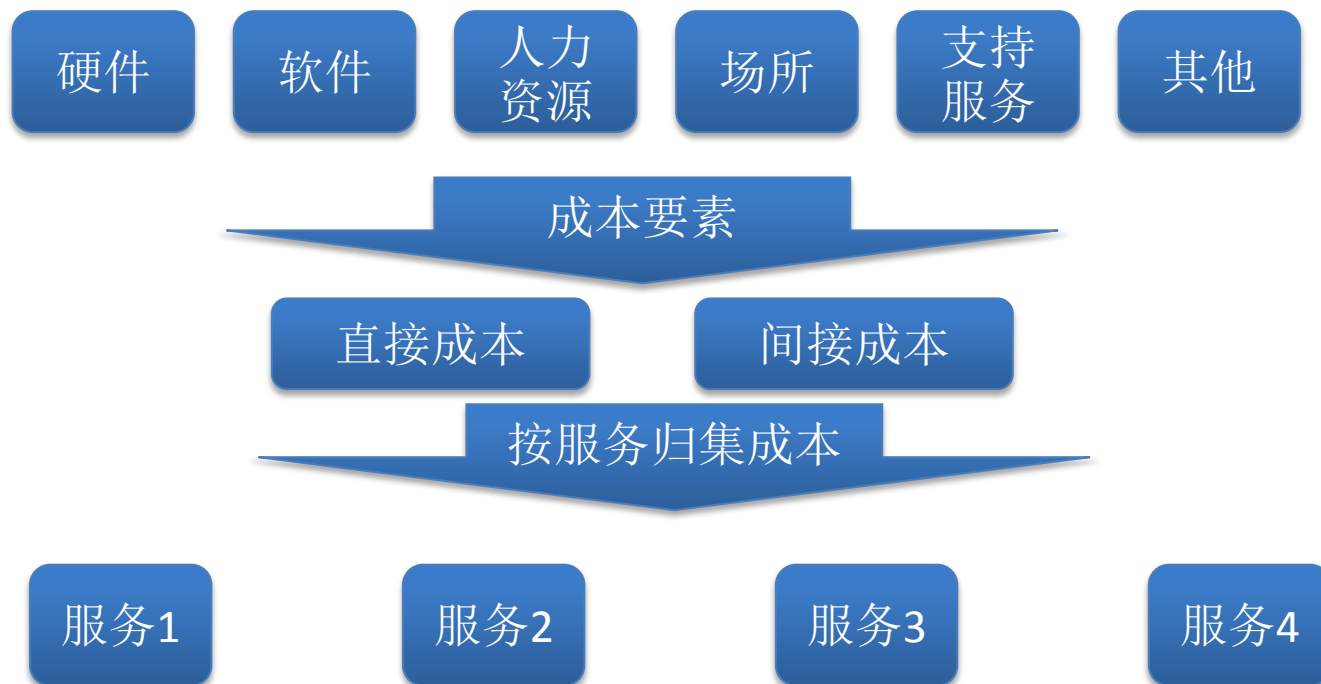 硬件
软件
人力
资源
场所
支持
服务
其他
成本要素
直接成本
间接成本
按服务归集成本
服务1
服务2
服务3
服务4